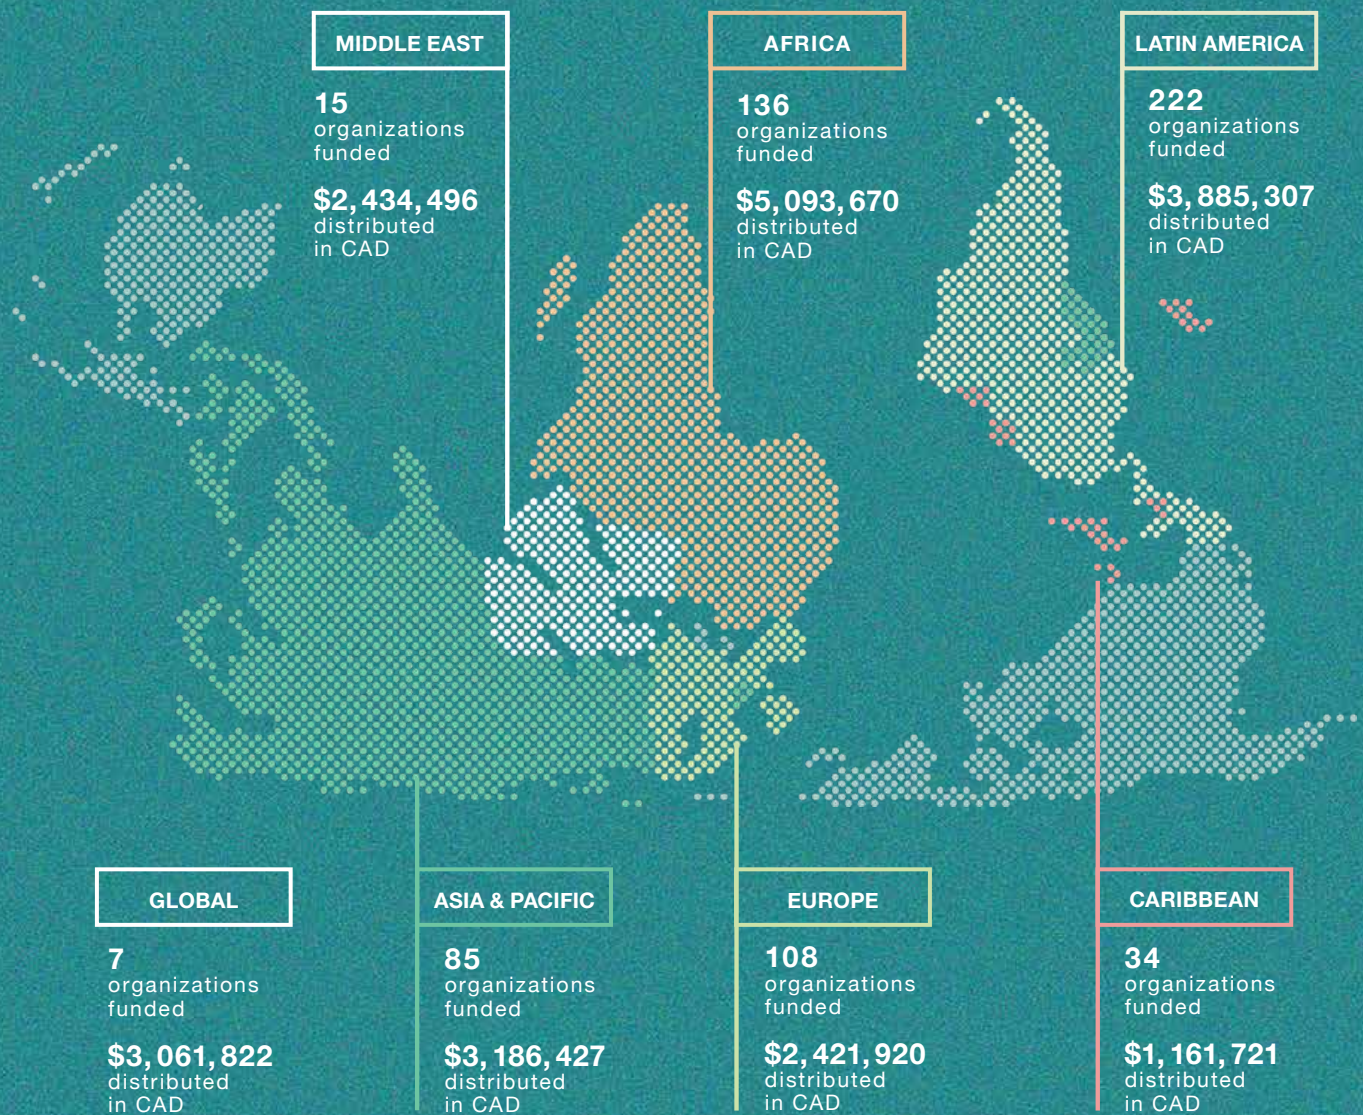 MIDDLE EAST
15
organizations
funded
$2,434,496
distributed
in CAD
AFRICA
136
organizations
funded
$5,093,670
distributed
in CAD
LATIN AMERICA
222
organizations
funded
$3,885,307
distributed
in CAD
GLOBAL
7
organizations
funded
$3,061,822
distributed
in CAD
ASIA & PACIFIC
85
organizations
funded
$3,186,427
distributed
in CAD
EUROPE
108
organizations
funded
$2,421,920
distributed
in CAD
CARIBBEAN
34
organizations
funded
$1,161,721
distributed
in CAD